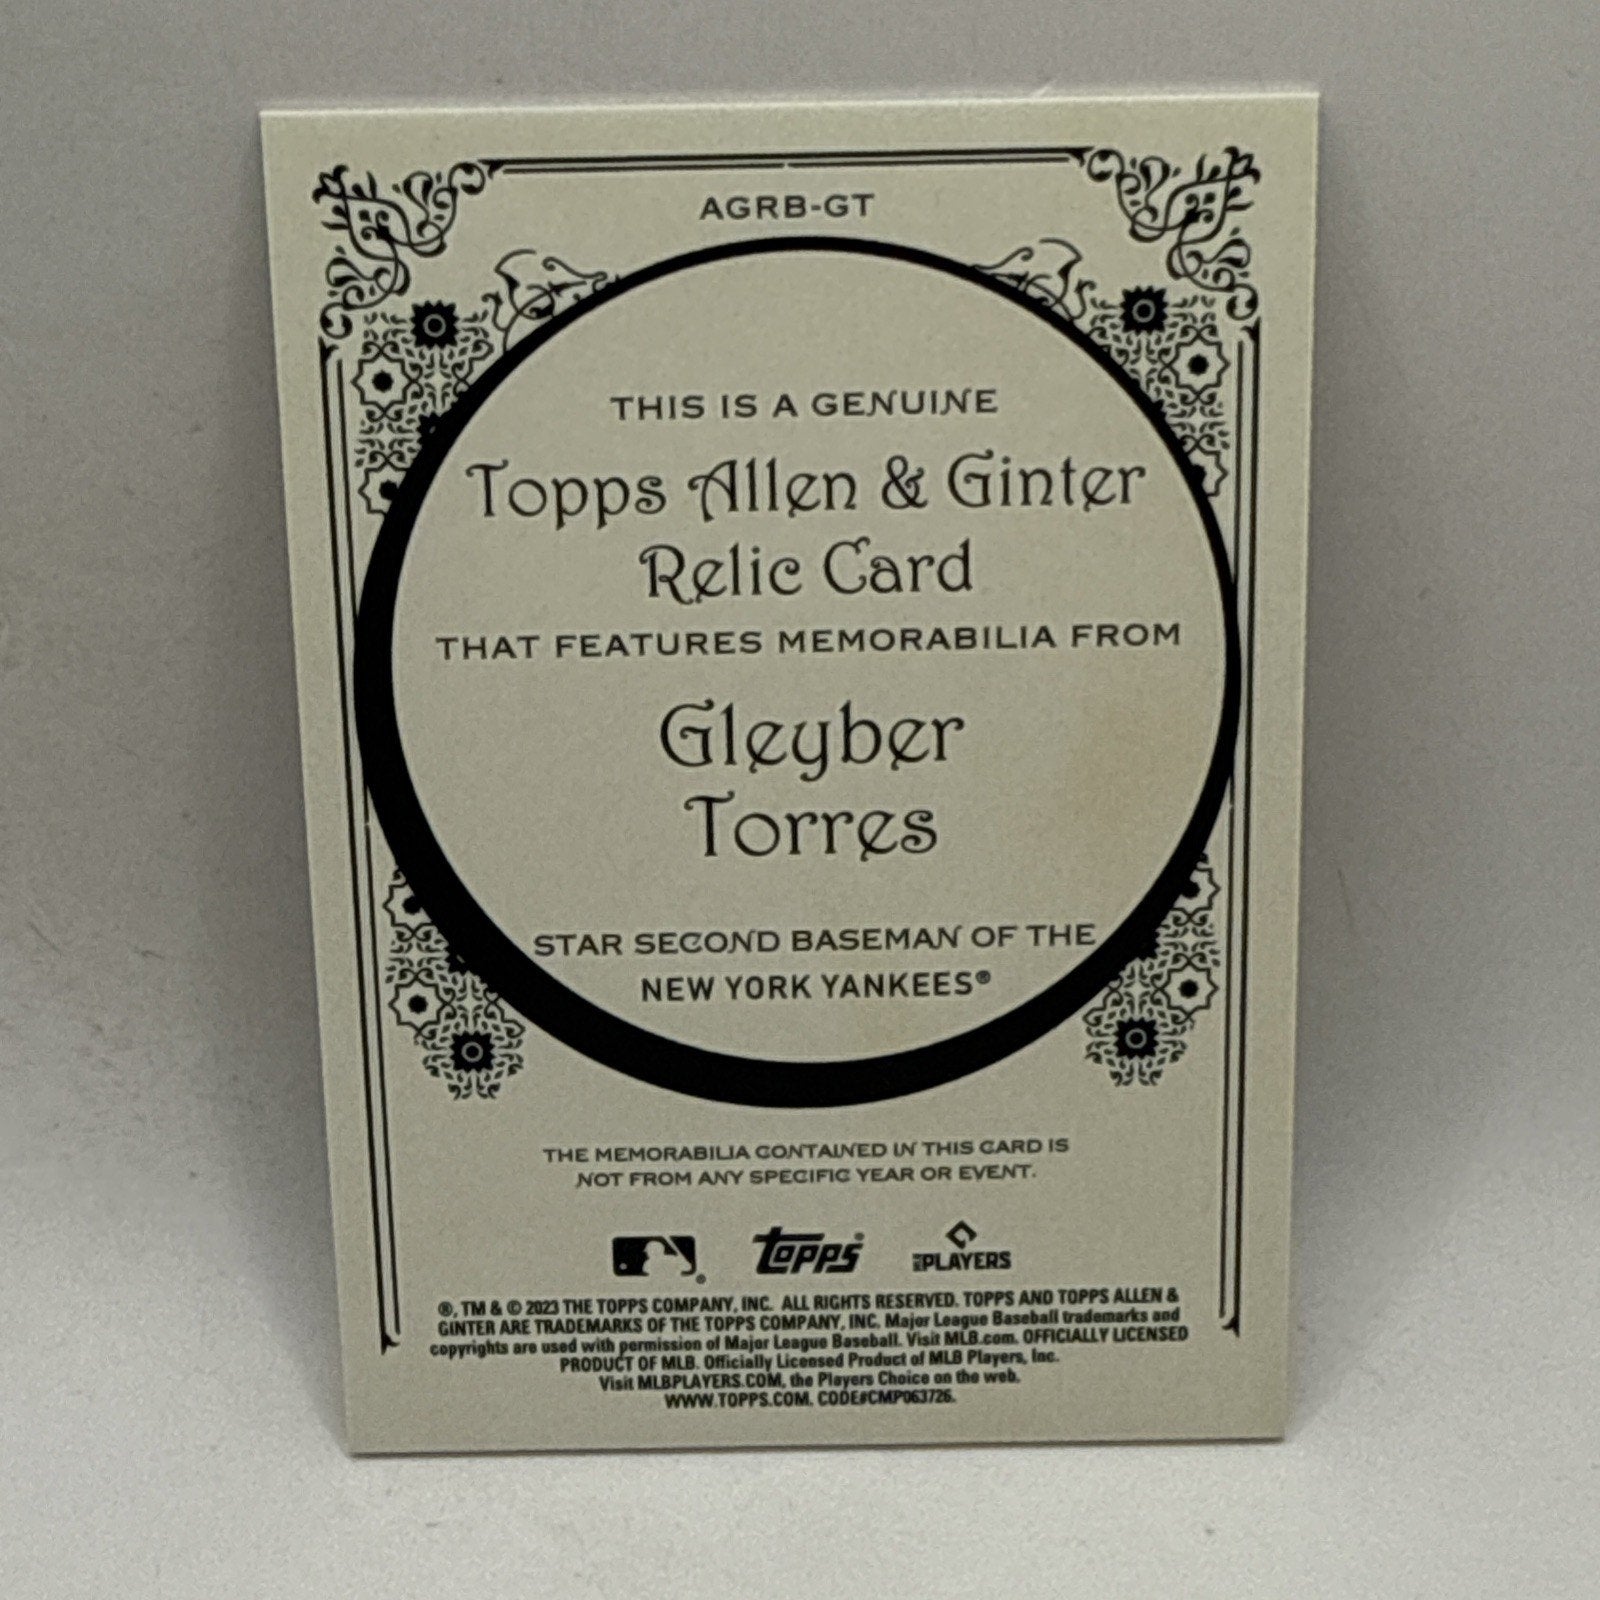 AGRB-GT
THIS IS A GENUINE
Topps Allen & Ginter
Relic Card
THAT FEATURES MEMORABILIA FROM
Gleyber
Torres
STAR SECOND BASEMAN OF THE
NEW YORK YANKEES®
THE MEMORABILIA CONTAINED IN THIS CARD IS
NOT FROM ANY SPECIFIC YEAR OR EVENT.
® topps PLAYERS
®, TM & © 2023 THE TOPPS COMPANY, INC. ALL RIGHTS RESERVED. TOPPS AND TOPPS ALLEN &
GINTER ARE TRADEMARKS OF THE TOPPS COMPANY, INC. Major League Baseball trademarks and
copyrights are used with permission of Major League Baseball. Visit MLB.com. OFFICIALLY LICENSED
PRODUCT OF MLB. Officially Licensed Product of MLB Players, Inc.
Visit MLBPLAYERS.COM, the Players Choice on the web.
WWW.TOPPS.COM. CODE#CMP063726.